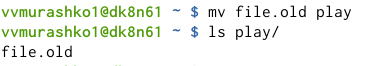 vvmurashko1@dk8n61 ~ $ mv file.old play
vvmurashko1@dk8n61 ~ $ ls play/
file.old